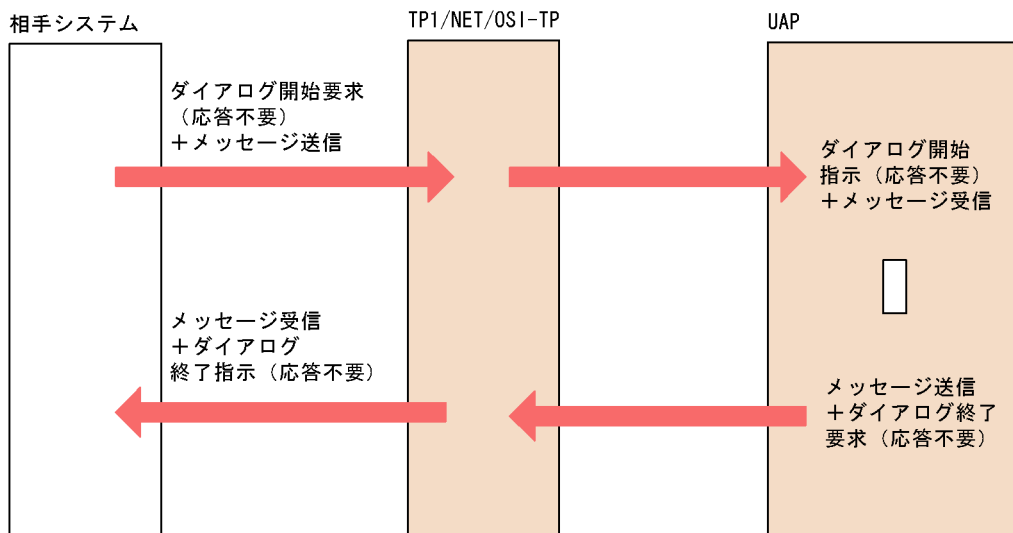 相手システム
TP1/NET/OSI-TP
UAP
ダイアログ開始要求
（応答不要）
＋メッセージ送信
ダイアログ開始
指示（応答不要）
＋メッセージ受信
メッセージ受信
＋ダイアログ
終了指示（応答不要）
メッセージ送信
＋ダイアログ終了
要求（応答不要）